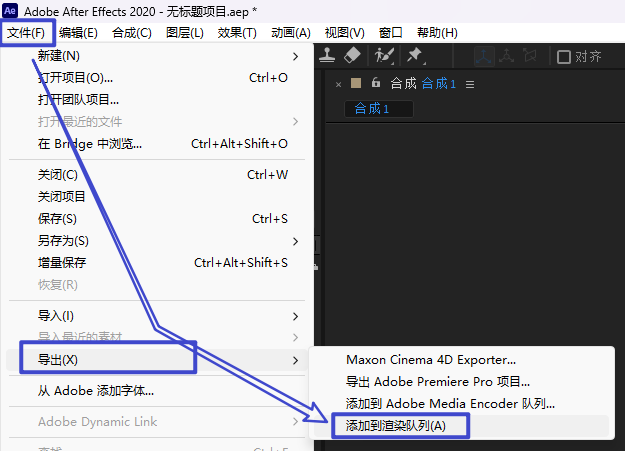 Ae Adobe After Effects 2020 - 无标题项目.aep *
文件(F) 编辑(E) 合成(C) 图层(L) 效果(T) 动画(A) 视图(V) 窗口 帮助(H)
新建(N)
打开项目(O)... Ctrl+O
打开团队项目...
打开最近的文件
在 Bridge 中浏览... Ctrl+Alt+Shift+O
关闭(C) Ctrl+W
关闭项目
保存(S) Ctrl+S
另存为(S)
增量保存 Ctrl+Alt+Shift+S
恢复(R)
导入(I)
导入最近的素材
导出(X)
从 Adobe 添加字体...
Adobe Dynamic Link
查找 Ctrl+F
对齐
合成 合成 1
合成 1
Maxon Cinema 4D Exporter...
导出 Adobe Premiere Pro 项目...
添加到 Adobe Media Encoder 队列...
添加到渲染队列(A)